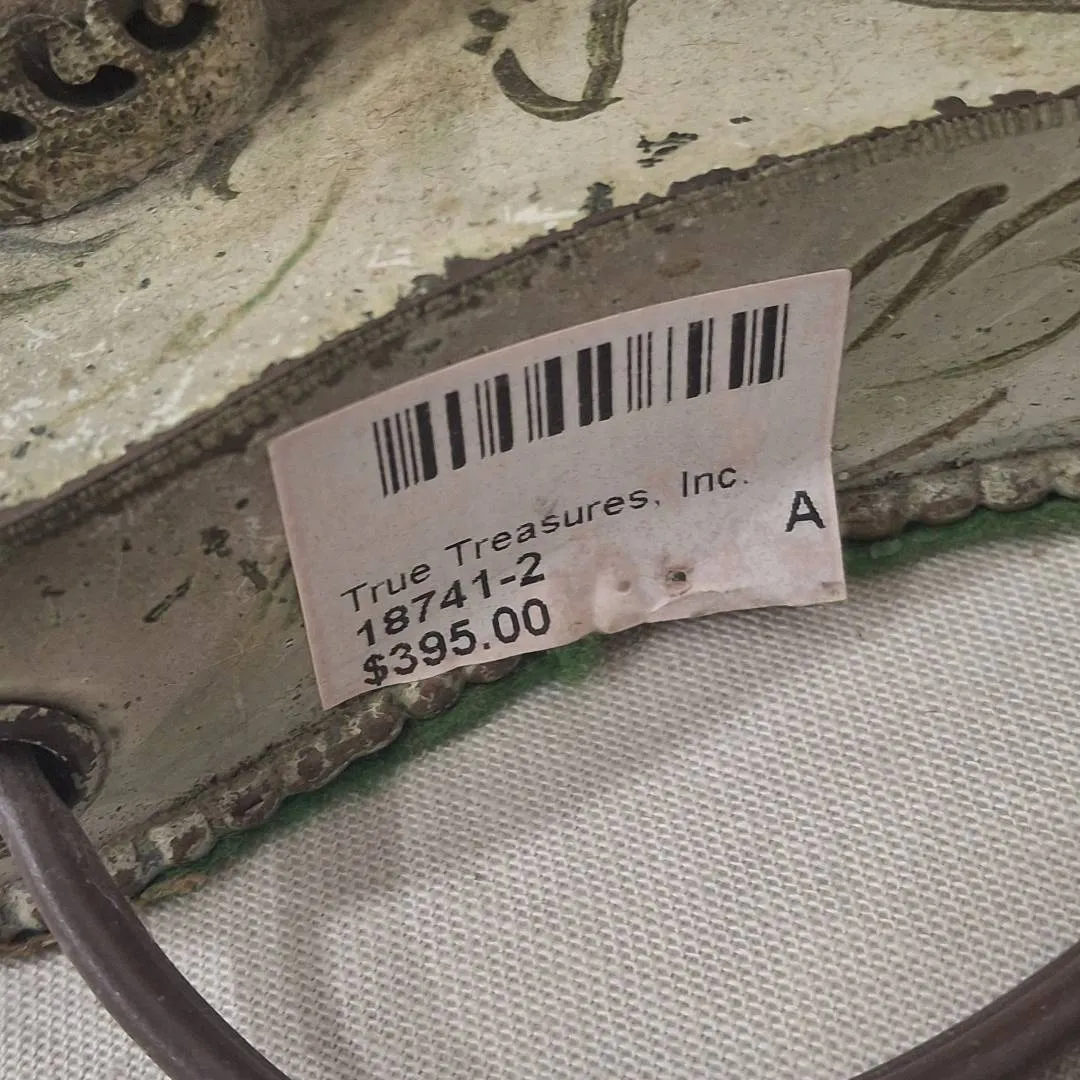 True Treasures, Inc.
A
18741-2
$395.00